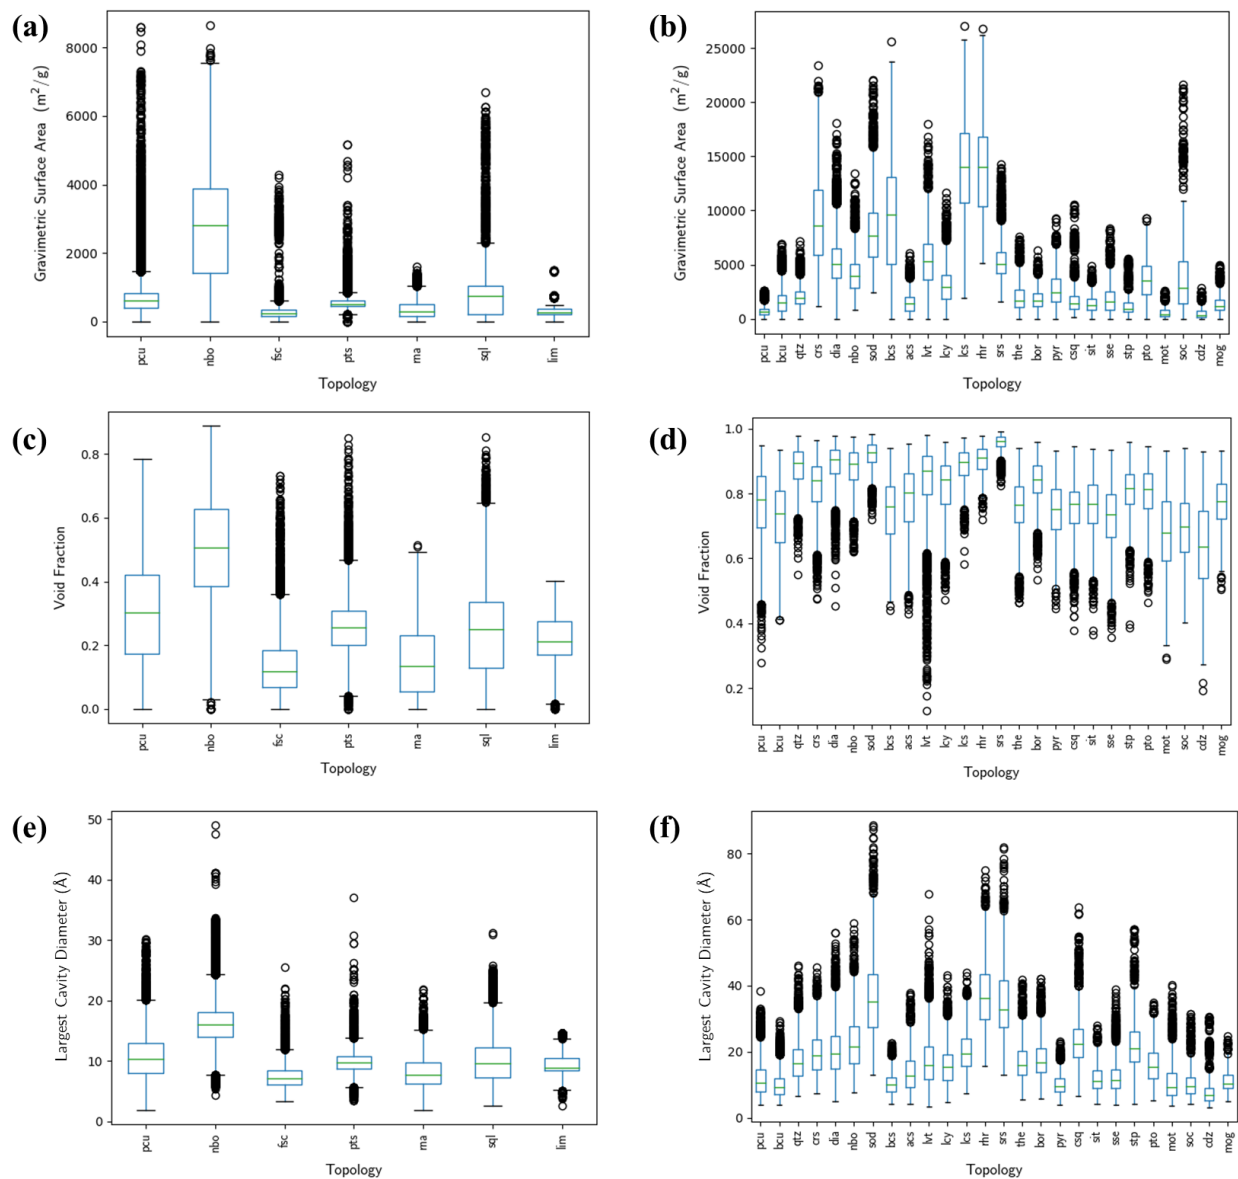 (a)
Gravimetric Surface Area (m²/g)
8000
6000
4000
2000
0
pcu
nbo
fsc
pts
rna
sql
lim
Topology
(b)
Gravimetric Surface Area (m²/g)
25000
20000
15000
10000
5000
0
pcu
bcu
qtz
crs
dia
nbo
sod
bcs
acs
lvt
lcy
lcs
rhr
srs
the
bor
pyr
csq
sit
sse
stp
pto
mot
soc
cdz
mog
Topology
(c)
Void Fraction
0.8
0.6
0.4
0.2
0.0
pcu
nbo
fsc
pts
rna
sql
lim
Topology
(d)
Void Fraction
1.0
0.8
0.6
0.4
0.2
pcu
bcu
qtz
crs
dia
nbo
sod
bcs
acs
lvt
lcy
lcs
rhr
srs
the
bor
pyr
csq
sit
sse
stp
pto
mot
soc
cdz
mog
Topology
(e)
Largest Cavity Diameter (Å)
50
40
30
20
10
0
pcu
nbo
fsc
pts
rna
sql
lim
Topology
(f)
Largest Cavity Diameter (Å)
80
60
40
20
0
pcu
bcu
qtz
crs
dia
nbo
sod
bcs
acs
lvt
lcy
lcs
rhr
srs
the
bor
pyr
csq
sit
sse
stp
pto
mot
soc
cdz
mog
Topology